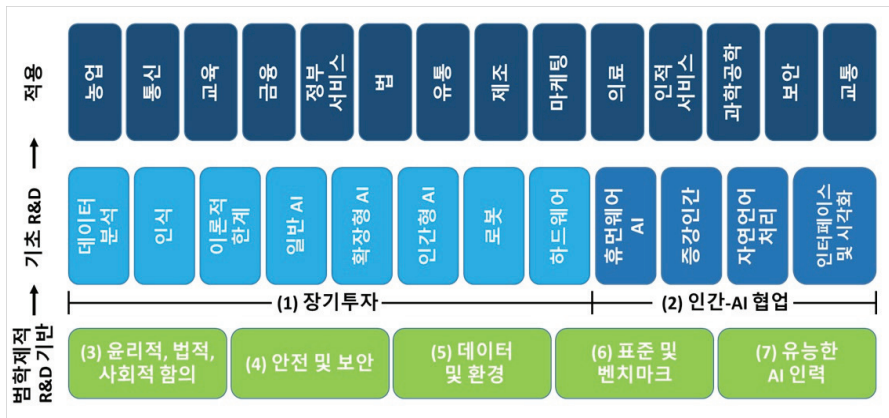 적용
농업
통신
교육
금융
정부
서비스
법
유통
제조
마케팅
의료
인적
서비스
과학공학
보안
교통
기초 R&D
데이터
분석
인식
이론적
한계
일반 AI
확장형 AI
인간형 AI
로봇
하드웨어
휴먼웨어
AI
증강인간
자연언어
처리
인터페이스
및 시각화
(1) 장기투자
(2) 인간-AI 협업
범학제적
R&D 기반
(3) 윤리적, 법적,
사회적 함의
(4) 안전 및 보안
(5) 데이터
및 환경
(6) 표준 및
벤치마크
(7) 유능한
AI 인력